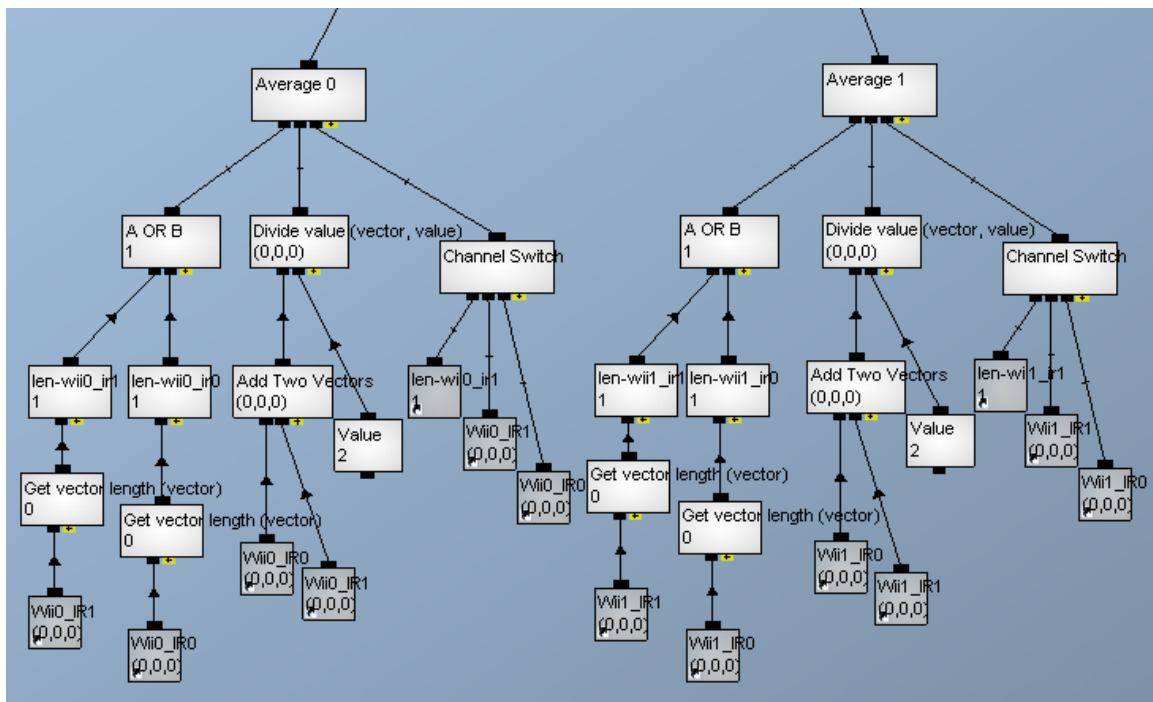 Average 0
Average 1
A OR B
1
Divide value (vector, value)
(0,0,0)
Channel Switch
A OR B
1
Divide value (vector, value)
(0,0,0)
Channel Switch
len-wii0_ir1
1
len-wii0_ir0
1
Add Two Vectors
(0,0,0)
Value
2
len-wii0_ir1
1
Wii0_IR1
(0,0,0)
Wii0_IR0
(0,0,0)
len-wii1_ir1
1
len-wii1_ir0
1
Add Two Vectors
(0,0,0)
Value
2
len-wii1_ir1
1
Wii1_IR1
(0,0,0)
Wii1_IR0
(0,0,0)
Get vector length (vector)
0
Get vector length (vector)
0
Wii0_IR0
(0,0,0)
Wii0_IR1
(0,0,0)
Get vector length (vector)
0
Get vector length (vector)
0
Wii1_IR0
(0,0,0)
Wii1_IR1
(0,0,0)
Wii0_IR1
(0,0,0)
Wii0_IR0
(0,0,0)
Wii1_IR1
(0,0,0)
Wii1_IR0
(0,0,0)